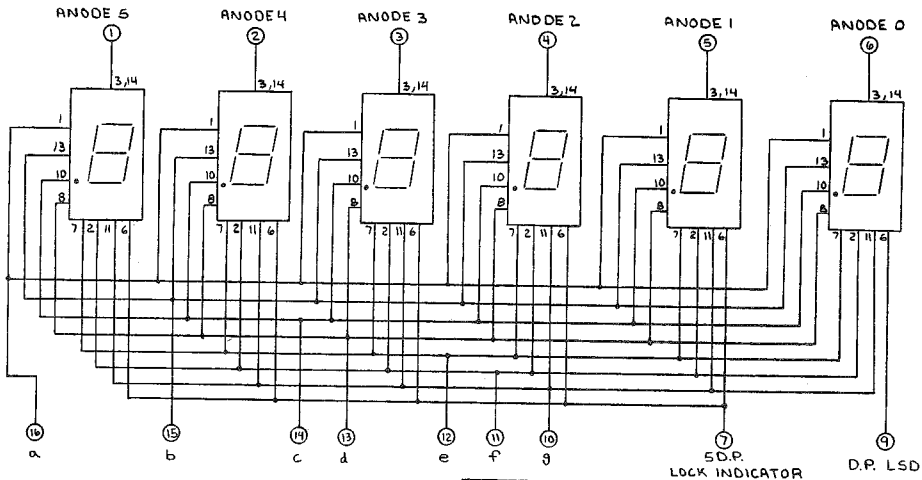 ANODE 5 ANODE 4 ANODE 3 ANODE 2 ANODE 1 ANODE 0
1 2 3 4 5 6
3,14 3,14 3,14 3,14 3,14 3,14
1 1 1 1 1 1
13 13 13 13 13 13
10 10 10 10 10 10
8 8 8 8 8 8
7 2 11 6 7 2 11 6 7 2 11 6 7 2 11 6 7 2 11 6 7 2 11 6
16 15 14 13 12 11 10 7 9
a b c d e f g 5 D.P. D.P. LSD
LOCK INDICATOR